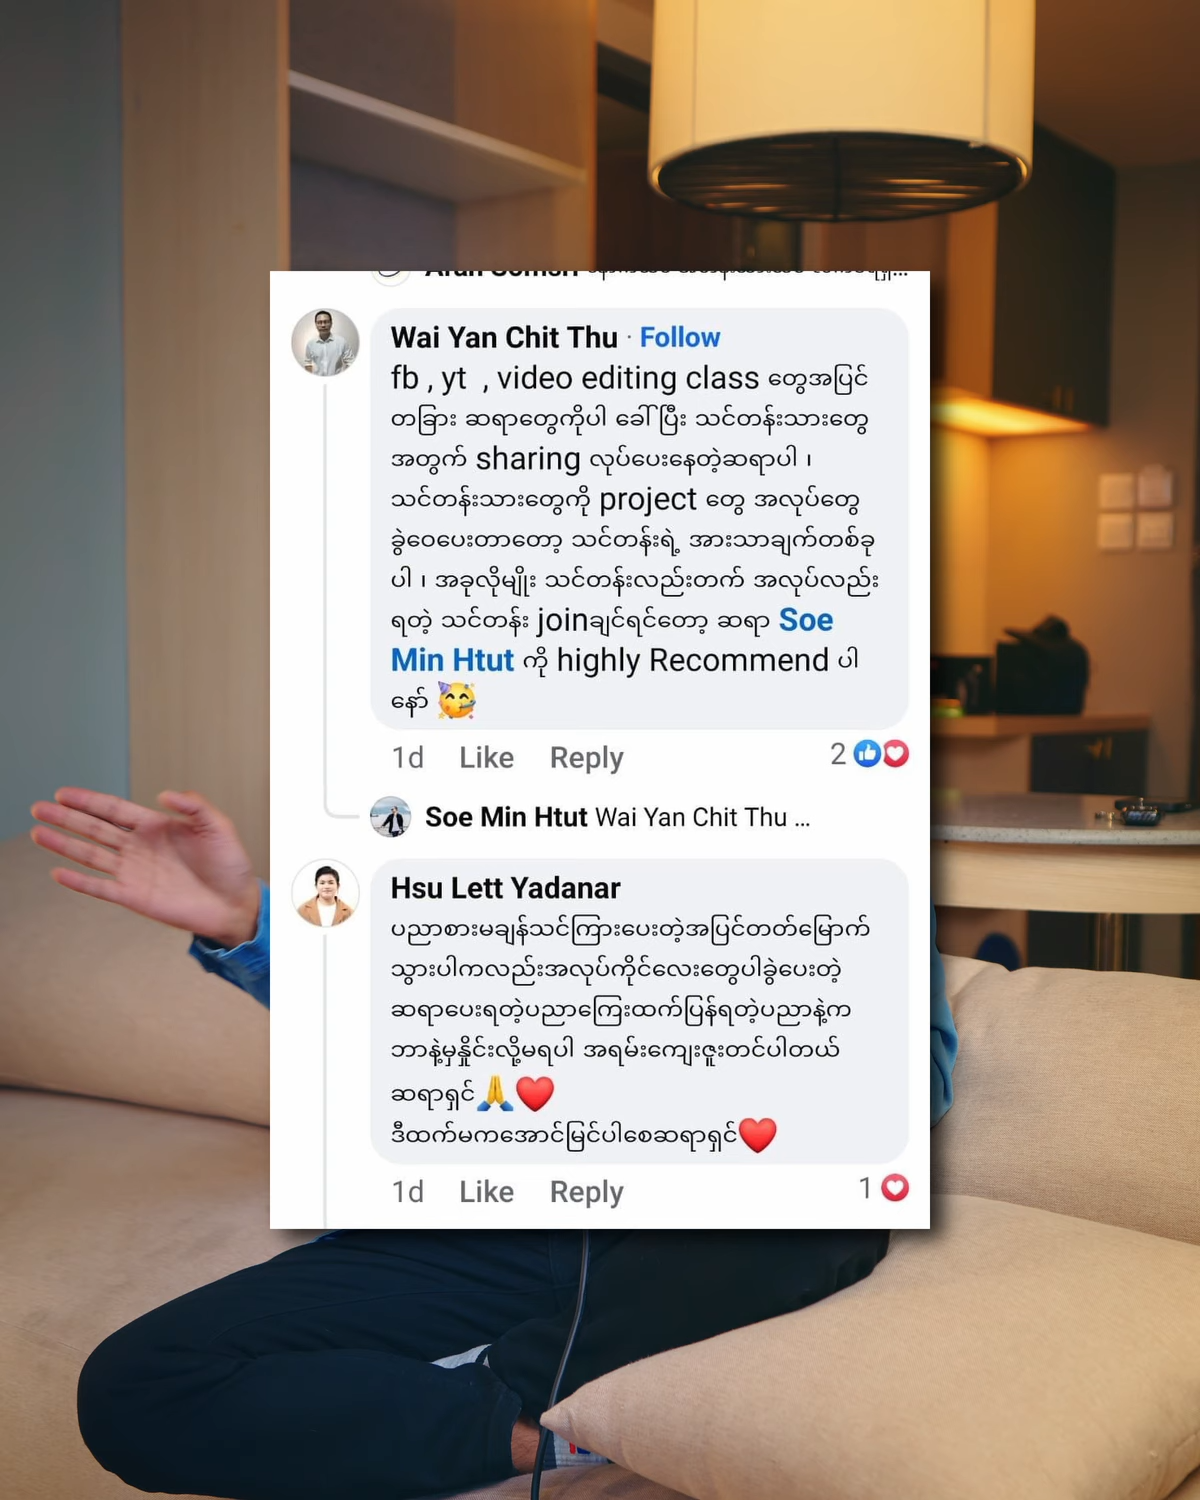 Wai Yan Chit Thu · Follow
fb , yt , video editing class တွေအပြင်
တခြား ဆရာတွေကိုပါ ခေါ်ပြီး သင်တန်းသားတွေ
အတွက် sharing လုပ်ပေးနေတဲ့ဆရာပါ ၊
သင်တန်းသားတွေကို project တွေ အလုပ်တွေ
ခွဲဝေပေးတာတော့ သင်တန်းရဲ့ အားသာချက်တစ်ခု
ပါ ၊ အခုလိုမျိုး သင်တန်းလည်းတက် အလုပ်လည်း
ရတဲ့ သင်တန်း joinချင်ရင်တော့ ဆရာ Soe
Min Htut ကို highly Recommend ပါ
နော် 🥳
1d Like Reply 2
Soe Min Htut Wai Yan Chit Thu ...
Hsu Lett Yadanar
ပညာစားမချန်သင်ကြားပေးတဲ့အပြင်တတ်မြောက်
သွားပါကလည်းအလုပ်ကိုင်လေးတွေပါခွဲပေးတဲ့
ဆရာပေးရတဲ့ပညာကြေးထက်ပြန်ရတဲ့ပညာနဲ့က
ဘာနဲ့မှနှိုင်းလို့မရပါ အရမ်းကျေးဇူးတင်ပါတယ်
ဆရာရှင်🙏❤️
ဒီထက်မကအောင်မြင်ပါစေဆရာရှင်❤️
1d Like Reply 1